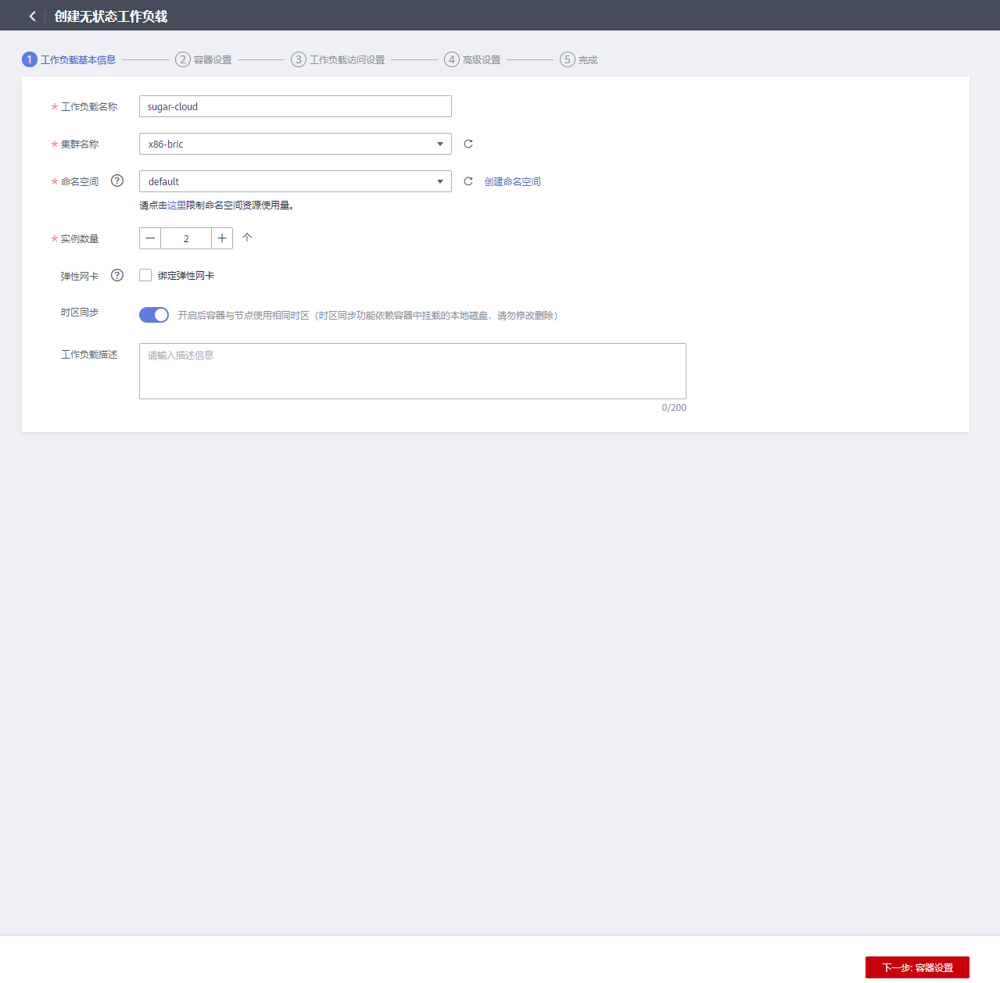 创建无状态工作负载
1 工作负载基本信息 2 容器设置 3 工作负载访问设置 4 高级设置 5 完成
* 工作负载名称 sugar-cloud
* 集群名称 x86-bric
* 命名空间 ? default 创建命名空间
请点击这里限制命名空间资源使用量。
* 实例数量 2 个
弹性网卡 ? 绑定弹性网卡
时区同步 开启后容器与节点使用相同时区（时区同步功能依赖容器中挂载的本地磁盘，请勿修改删除）
工作负载描述 请输入描述信息
0/200
下一步: 容器设置